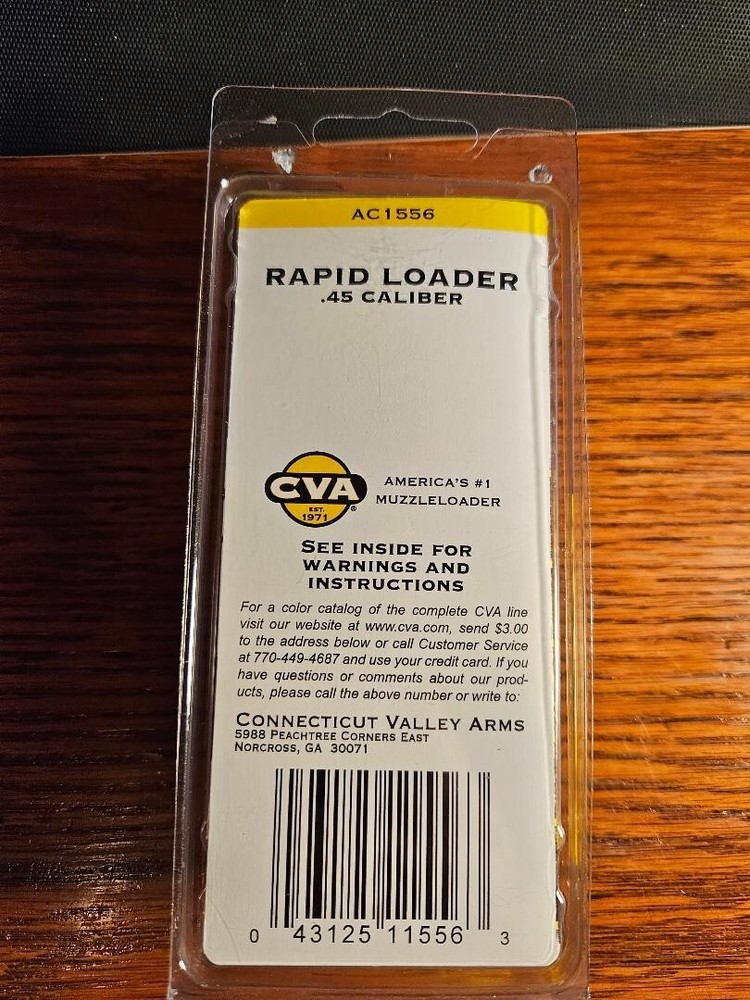 AC1556
RAPID LOADER
.45 CALIBER
CVA
EST.
1971
®
AMERICA'S #1
MUZZLELOADER
SEE INSIDE FOR
WARNINGS AND
INSTRUCTIONS
For a color catalog of the complete CVA line
visit our website at www.cva.com, send $3.00
to the address below or call Customer Service
at 770-449-4687 and use your credit card. If you
have questions or comments about our prod-
ucts, please call the above number or write to:
CONNECTICUT VALLEY ARMS
5988 PEACHTREE CORNERS EAST
NORCROSS, GA 30071
0 43125 11556 3